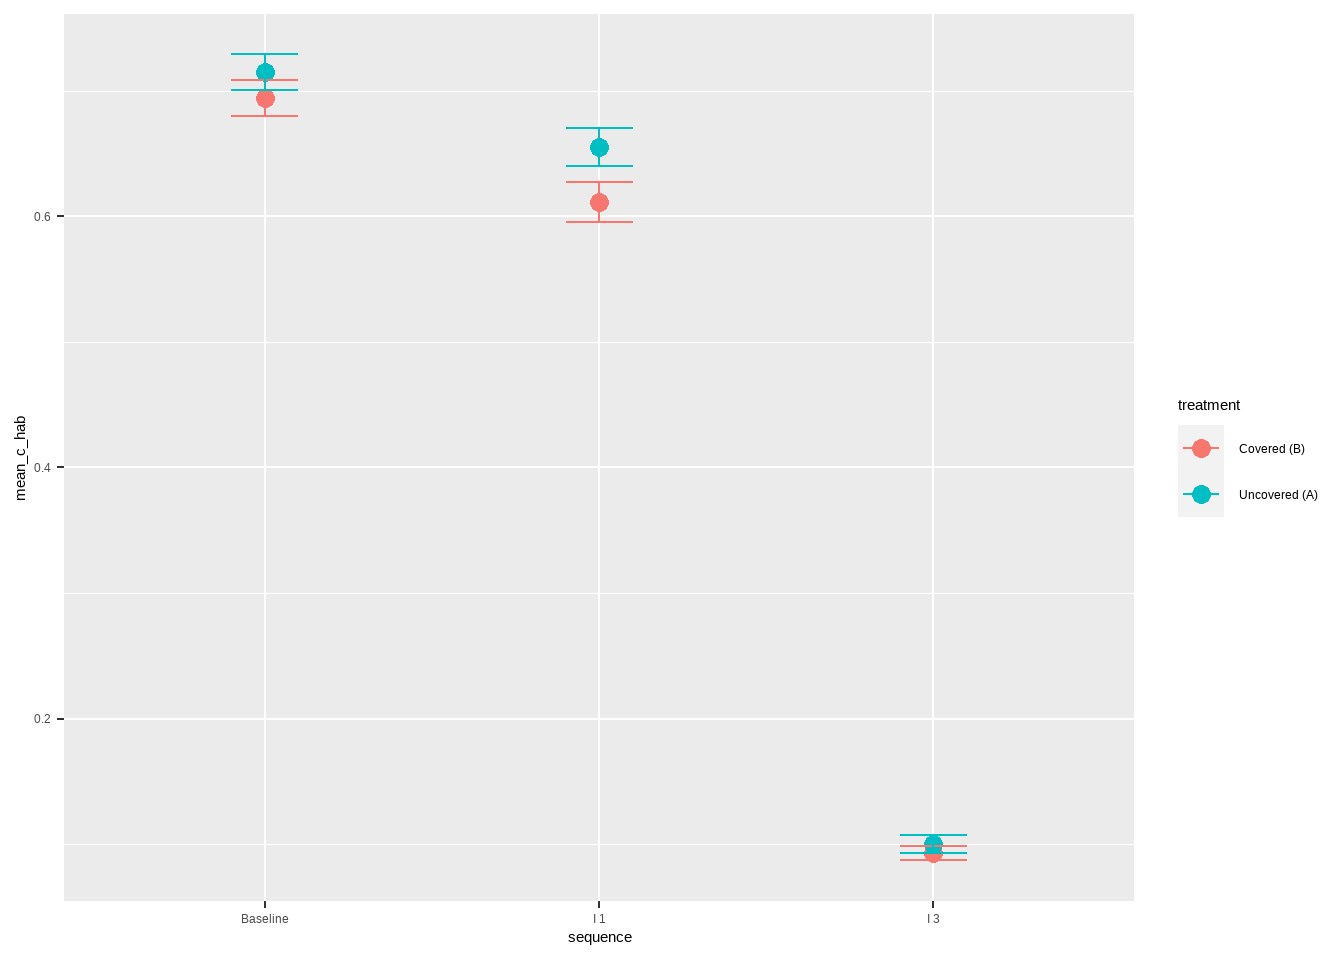 mean_c_hab
0.6
0.4
0.2
Baseline
I 1
I 3
sequence
treatment
Covered (B)
Uncovered (A)